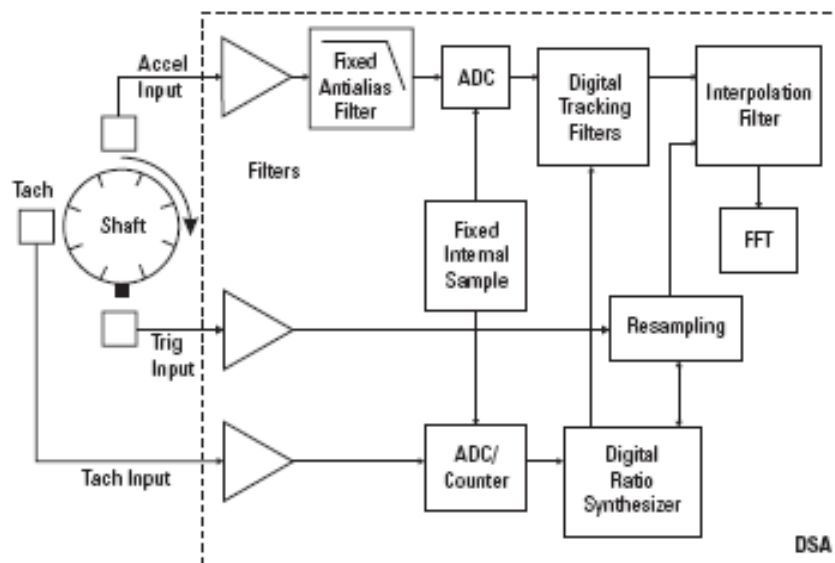 Accel
Input
Fixed
Antialias
Filter
ADC
Digital
Tracking
Filters
Interpolation
Filter
Filters
Tach
Shaft
Fixed
Internal
Sample
FFT
Trig
Input
Resampling
Tach Input
ADC/
Counter
Digital
Ratio
Synthesizer
DSA